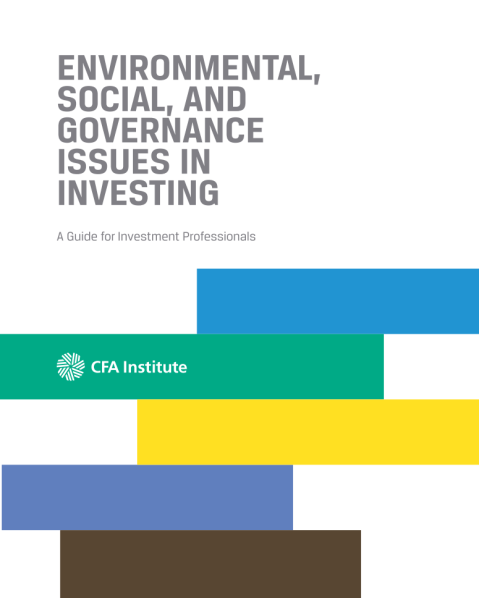 ENVIRONMENTAL,
SOCIAL, AND
GOVERNANCE
ISSUES IN
INVESTING
A Guide for Investment Professionals
CFA Institute